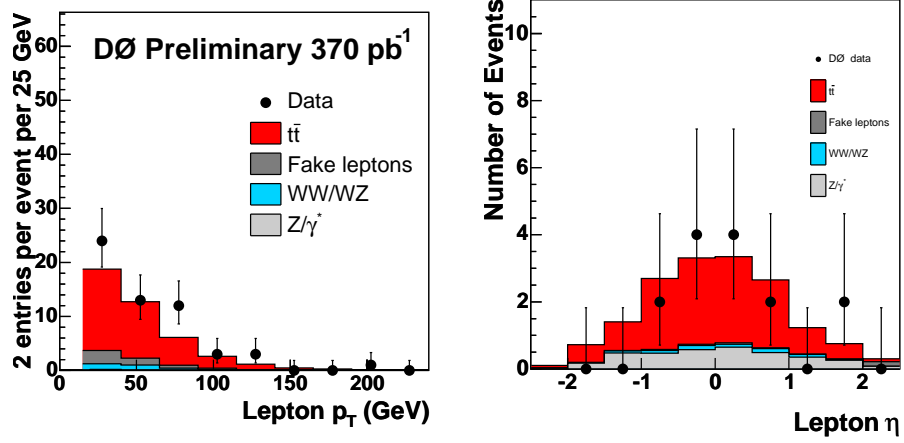 2 entries per event per 25 GeV
60
50
40
30
20
10
0
DØ Preliminary 370 pb-1
Data
tt̄
Fake leptons
WW/WZ
Z/γ*
0 50 100 150 200
Lepton pT (GeV)
Number of Events
10
8
6
4
2
0
DØ data
tt̄
Fake leptons
WW/WZ
Z/γ*
-2 -1 0 1 2
Lepton η